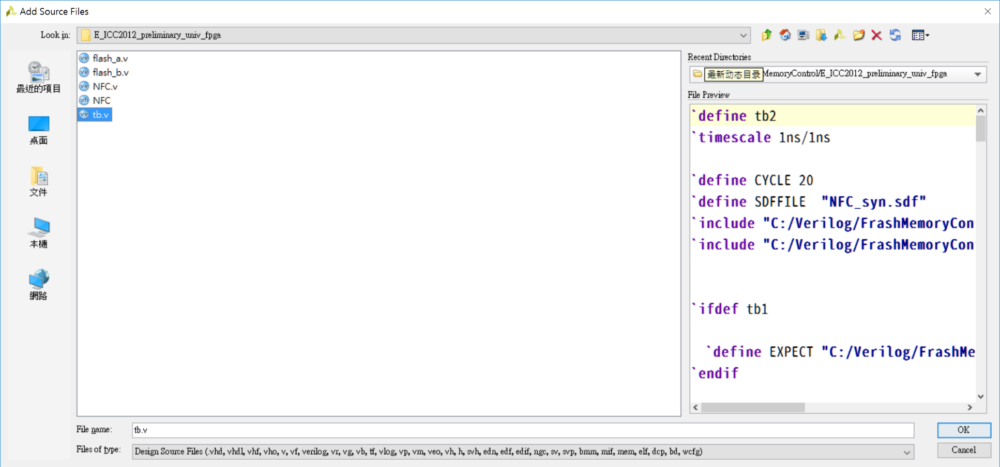 Add Source Files
Look in:
E_ICC2012_preliminary_univ_fpga
最近的項目
桌面
文件
本機
網路
flash_a.v
flash_b.v
NFC.v
NFC
tb.v
Recent Directories
最新动态目录 MemoryControl/E_ICC2012_preliminary_univ_fpga
File Preview
`define tb2
`timescale 1ns/1ns
`define CYCLE 20
`define SDFFILE "NFC_syn.sdf"
`include "C:/Verilog/FrashMemoryCon
`include "C:/Verilog/FrashMemoryCon
`ifdef tb1
`define EXPECT "C:/Verilog/FrashMe
`endif
File name:
tb.v
Files of type:
Design Source Files (.vhd, vhdl, vhf, vho, v, vf, verilog, vr, vg, vb, tf, vlog, vp, vm, veo, vh, h, svh, edn, edf, edif, ngc, sv, svp, bmm, mif, mem, elf, dcp, bd, wcfg)
OK
Cancel